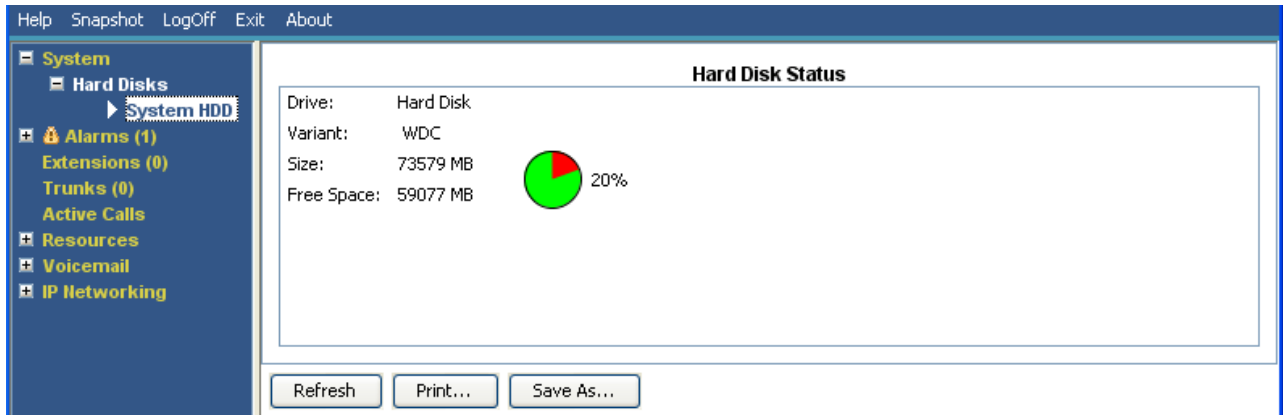 Help Snapshot LogOff Exit About
System
Hard Disks
System HDD
Alarms (1)
Extensions (0)
Trunks (0)
Active Calls
Resources
Voicemail
IP Networking
Hard Disk Status
Drive: Hard Disk
Variant: WDC
Size: 73579 MB
20%
Free Space: 59077 MB
Refresh Print... Save As...